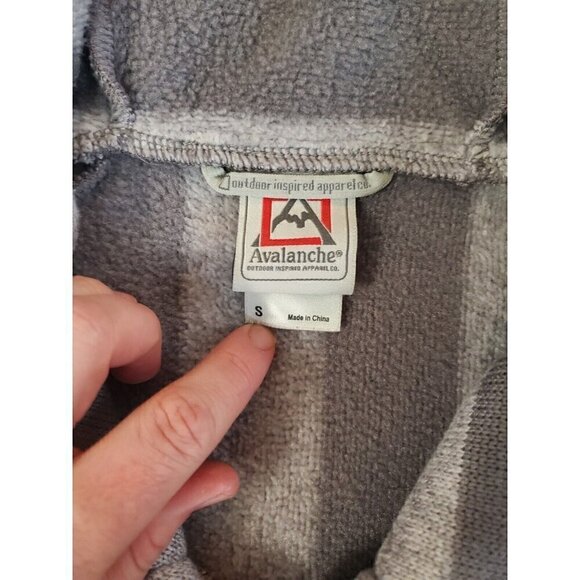 outdoor inspired apparel co.
Avalanche®
OUTDOOR INSPIRED APPAREL CO.
S Made in China